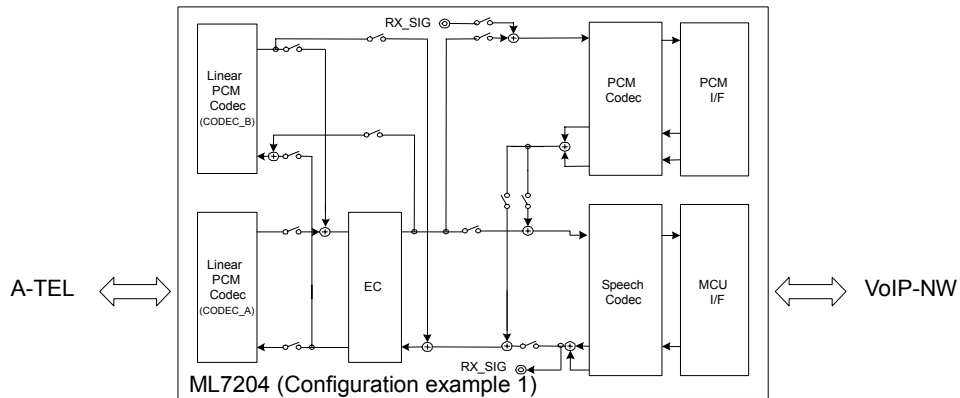 RX_SIG
Linear
PCM
Codec
(CODEC_B)
PCM
Codec
PCM
I/F
A-TEL
Linear
PCM
Codec
(CODEC_A)
EC
Speech
Codec
MCU
I/F
VoIP-NW
RX_SIG
ML7204 (Configuration example 1)